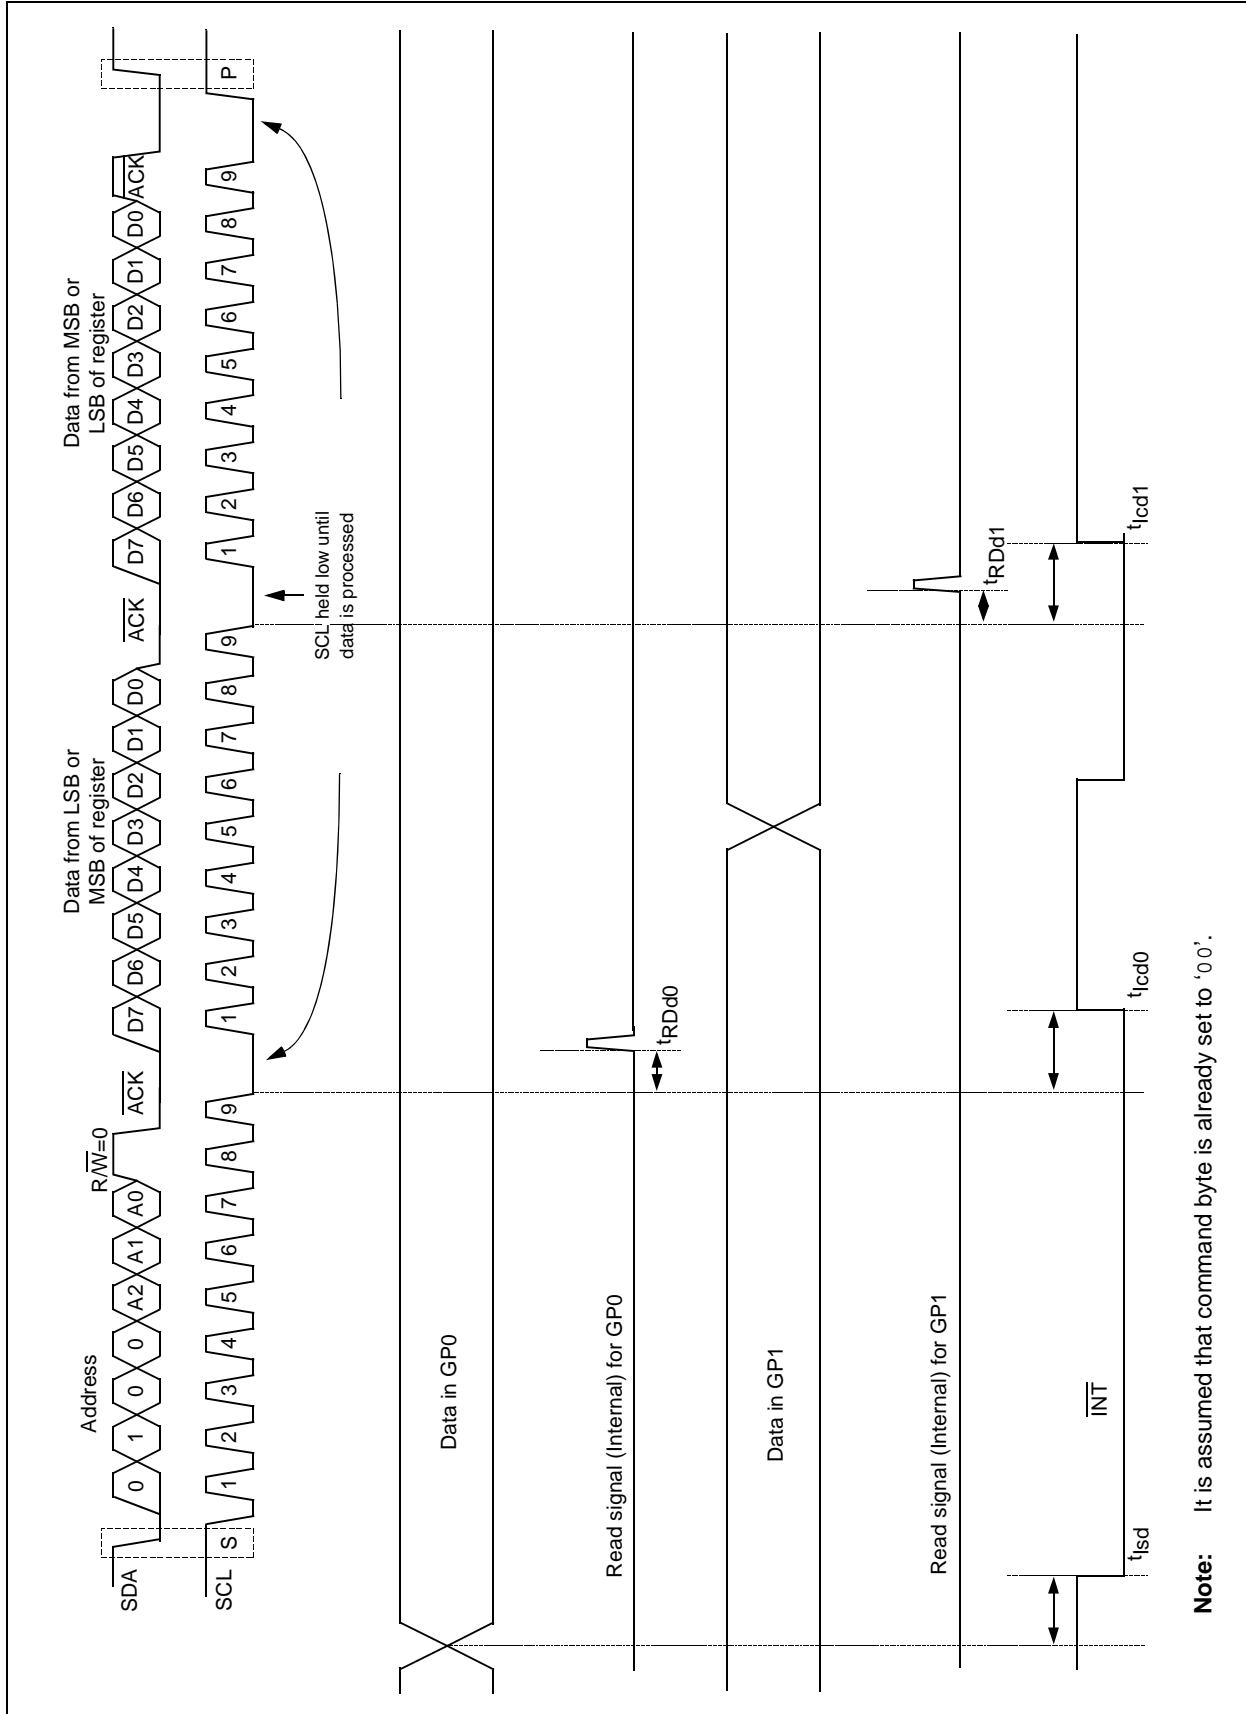 Address
R/W=0
Data from LSB or
MSB of register
Data from MSB or
LSB of register
SDA 0 1 0 0 A2 A1 A0 ACK D7 D6 D5 D4 D3 D2 D1 D0 ACK D7 D6 D5 D4 D3 D2 D1 D0 ACK
SCL S 1 2 3 4 5 6 7 8 9 1 2 3 4 5 6 7 8 9 1 2 3 4 5 6 7 8 9 P
SCL held low until
data is processed
Data in GP0
Read signal (Internal) for GP0
tRDd0
Data in GP1
Read signal (Internal) for GP1
tRDd1
INT
tIsd
tIcd0
tIcd1
Note: It is assumed that command byte is already set to ‘00’.